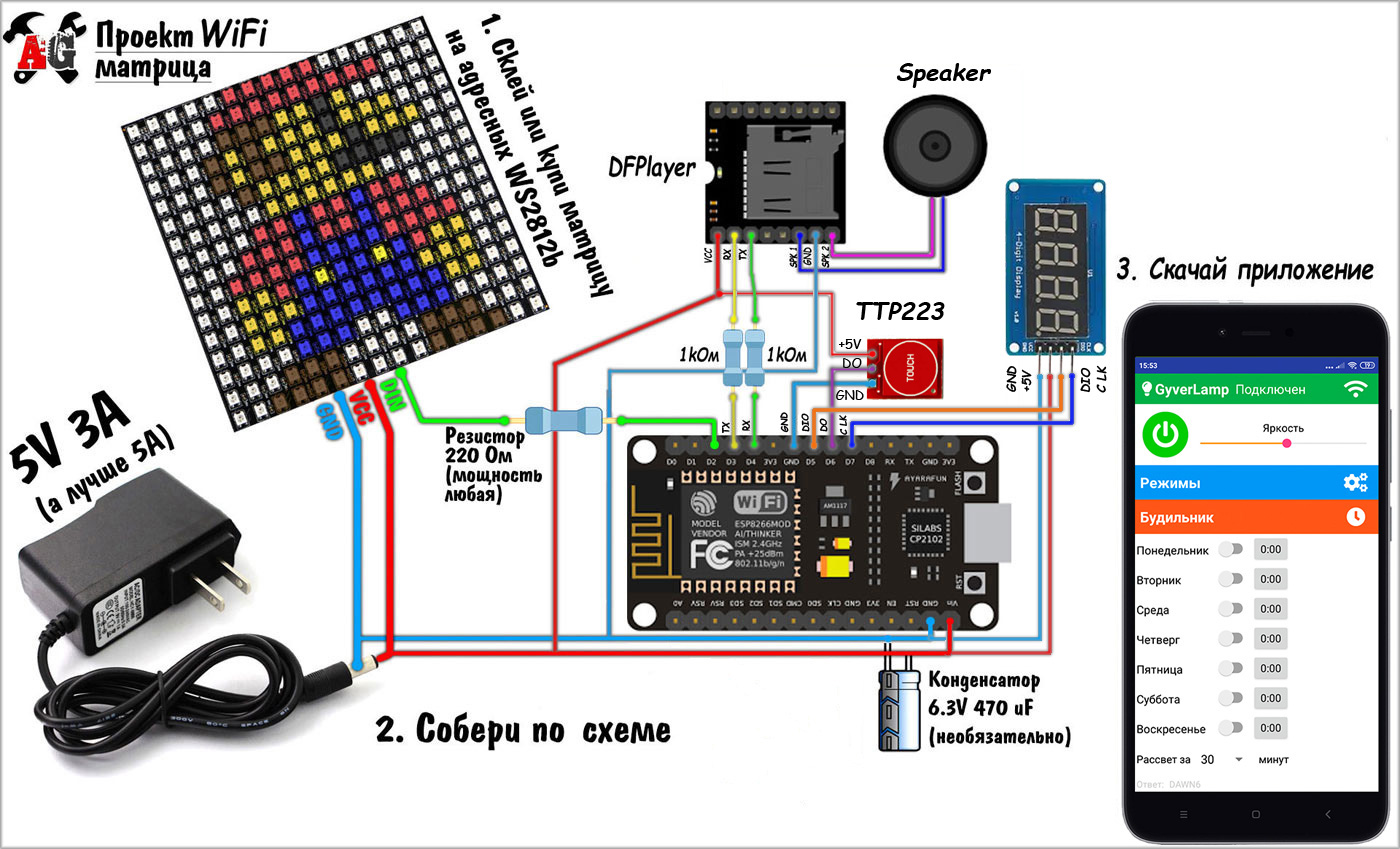 AG
Проект WiFi
матрица
1. Склей или купи матрицу
на адресных WS2812b
GND
VCC
DIN
5V 3A
(а лучше 5А)
Резистор
220 Ом
(мощность
любая)
2. Собери по схеме
DFPlayer
VCC
RX
TX
SPK 1
GND
SPK 2
Speaker
1кОм
1кОм
TTP223
+5V
DO
GND
TOUCH
4-Digit Display
GND
+5V
DIO
C LK
TX
RX
GND
DIO
DO
C LK
D0 D1 D2 D3 D4 3V3 GND D5 D6 D7 D8 RX TX GND 3V3
AYARAFUN
FLASH
WiFi
MODEL
VENDOR
ESP8266MOD
AI/THINKER
ISM 2.4GHz
PA +25dBm
802.11b/g/n
FC
AM1117
SILABS
CP2102
RST
A0 RSV RSV SD3 SD2 SD1 CMD SD0 CLK GND 3V3 EN RST GND Vin
Конденсатор
6.3V 470 uF
(необязательно)
3. Скачай приложение
15:53
GyverLamp Подключен
Яркость
Режимы
Будильник
Понедельник 0:00
Вторник 0:00
Среда 0:00
Четверг 0:00
Пятница 0:00
Суббота 0:00
Воскресенье 0:00
Рассвет за 30 минут
Ответ: DAWN6